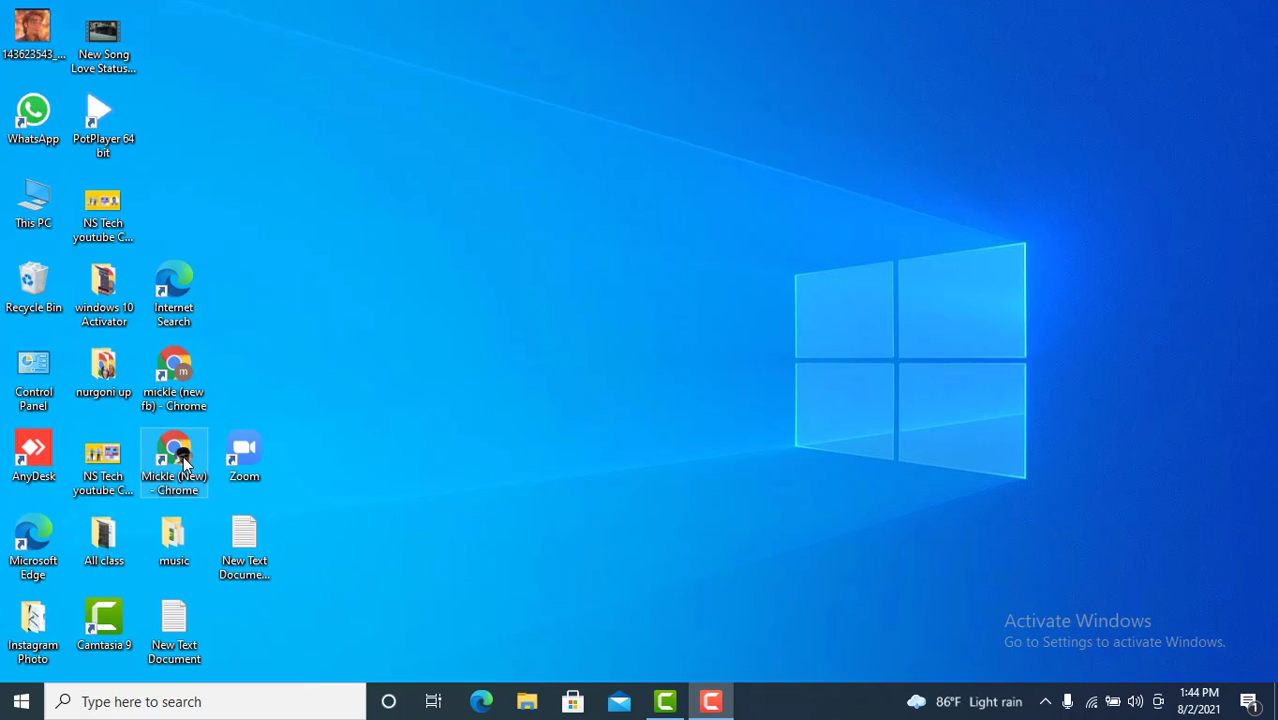 143623543_...
New Song
Love Status...
WhatsApp
PotPlayer 64
bit
This PC
NS Tech
youtube C...
Recycle Bin
windows 10
Activator
Internet
Search
Control
Panel
nurgoni up
mickle (new
fb) - Chrome
m
AnyDesk
NS Tech
youtube C...
Mickle (New)
- Chrome
Zoom
Microsoft
Edge
All class
music
New Text
Docume...
Instagram
Photo
Camtasia 9
New Text
Document
Activate Windows
Go to Settings to activate Windows.
Type here to search
86°F Light rain
1:44 PM
8/2/2021
1